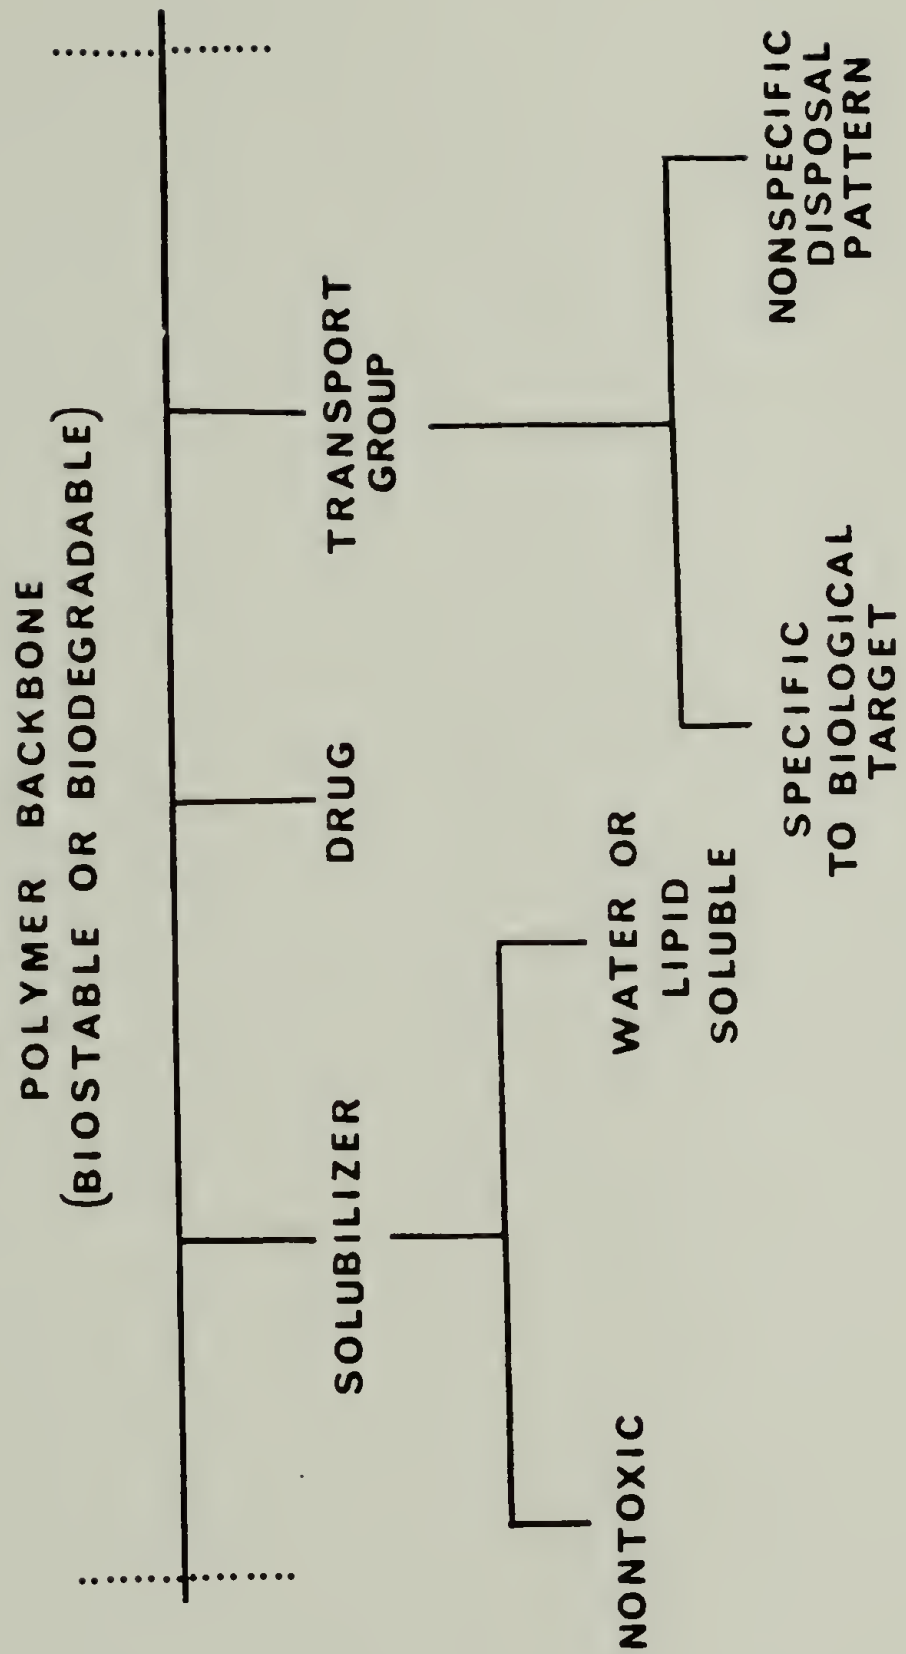 POLYMER BACKBONE
(BIOSTABLE OR BIODEGRADABLE)
SOLUBILIZER
DRUG
TRANSPORT
GROUP
NONTOXIC
WATER OR
LIPID
SOLUBLE
SPECIFIC
TO BIOLOGICAL
TARGET
NONSPECIFIC
DISPOSAL
PATTERN